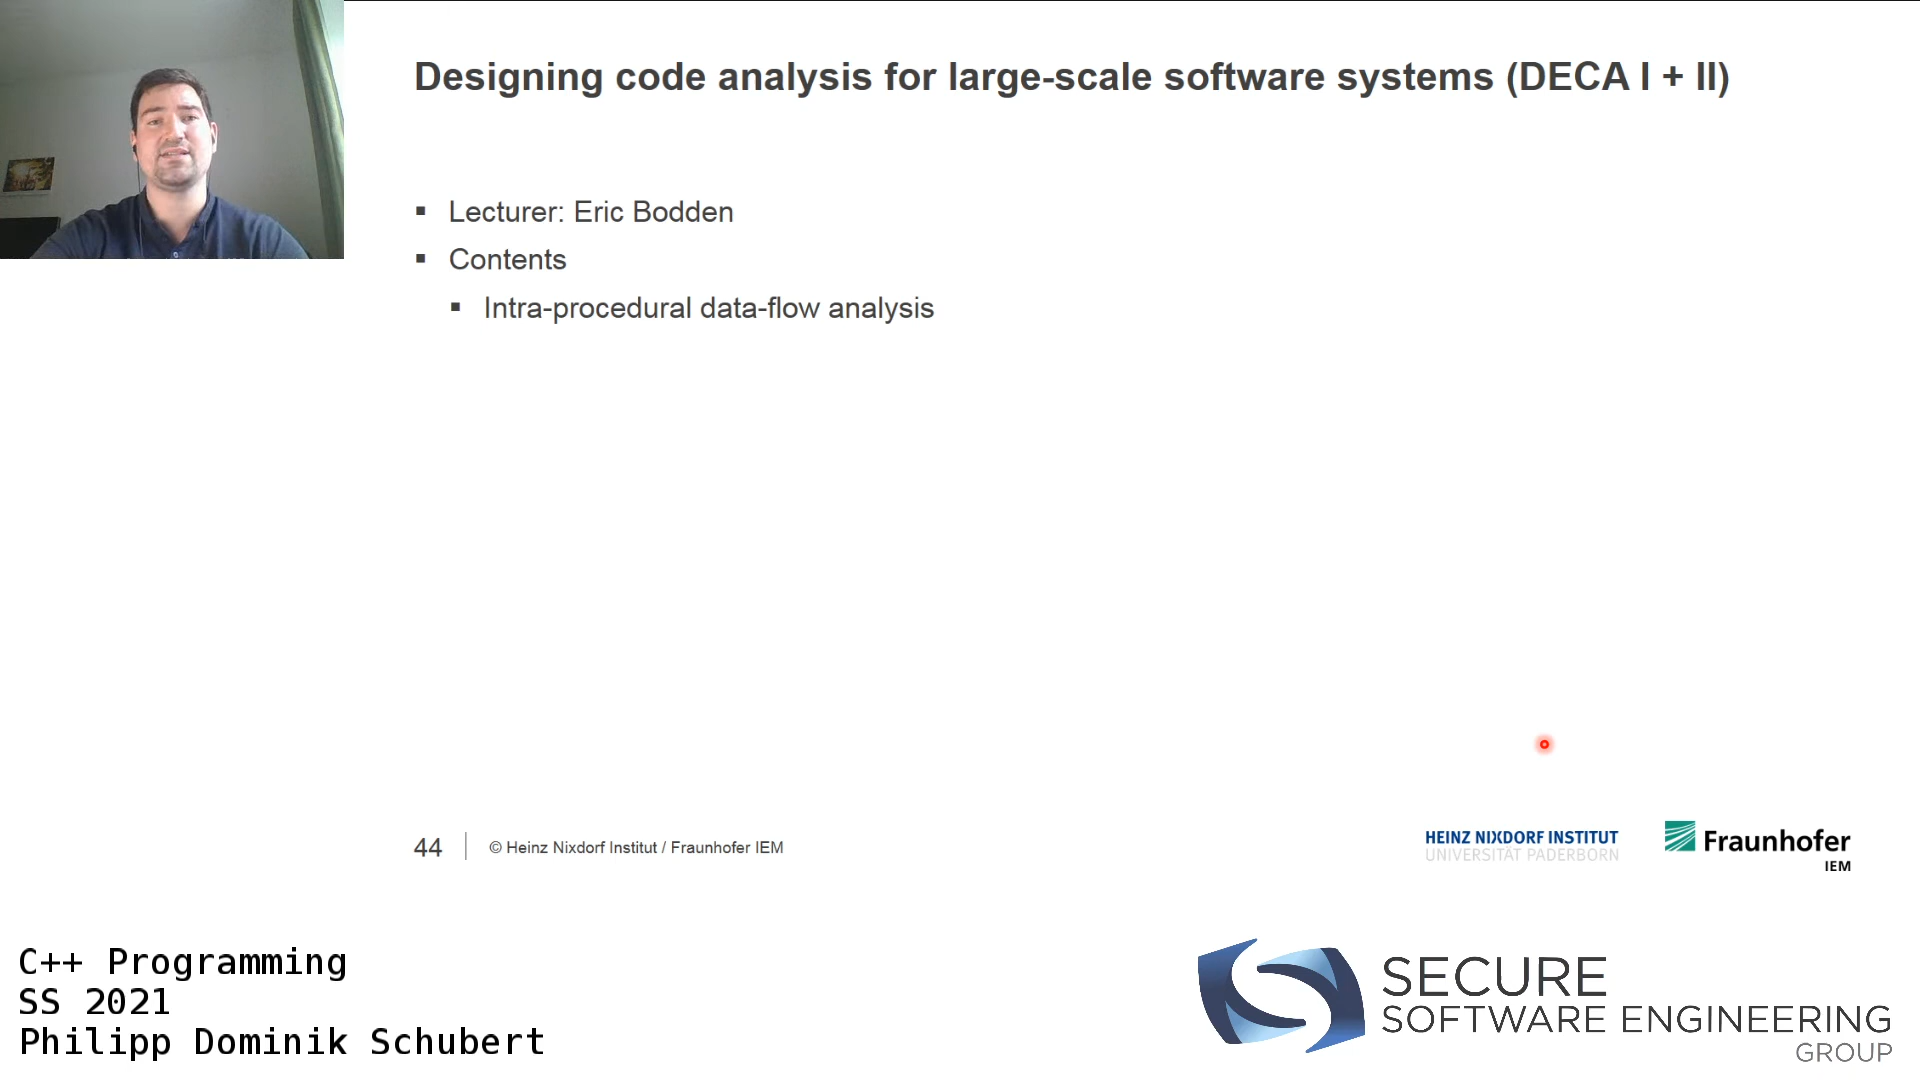 Designing code analysis for large-scale software systems (DECA I + II)
▪ Lecturer: Eric Bodden
▪ Contents
▪ Intra-procedural data-flow analysis
44
© Heinz Nixdorf Institut / Fraunhofer IEM
HEINZ NIXDORF INSTITUT
UNIVERSITÄT PADERBORN
Fraunhofer
IEM
C++ Programming
SS 2021
Philipp Dominik Schubert
SECURE
SOFTWARE ENGINEERING
GROUP